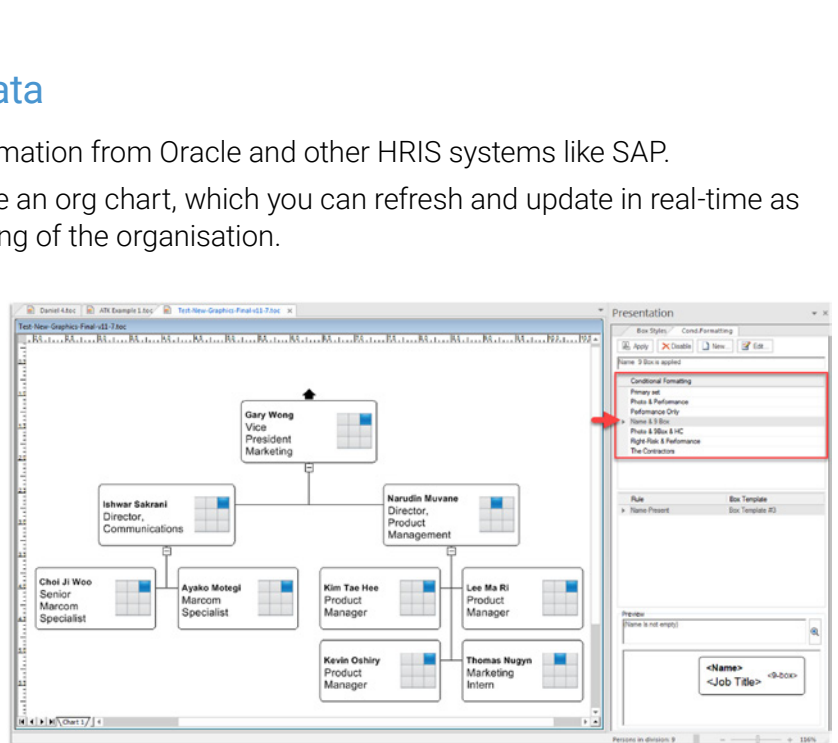 ata
mation from Oracle and other HRIS systems like SAP.
e an org chart, which you can refresh and update in real-time as
ng of the organisation.
Daniel 4.toc
ATK Example 1.toc
Test-New-Graphics-Final-v11-7.toc
Test-New-Graphics-Final-v11-7.toc
Gary Wong
Vice
President
Marketing
Ishwar Sakrani
Director,
Communications
Narudin Muvane
Director,
Product
Management
Choi Ji Woo
Senior
Marcom
Specialist
Ayako Motegi
Marcom
Specialist
Kim Tae Hee
Product
Manager
Lee Ma Ri
Product
Manager
Kevin Oshiry
Product
Manager
Thomas Nugyn
Marketing
Intern
Chart 1
Presentation
Box Styles
Cond.Formatting
Apply
Disable
New...
Edit...
Name 9 Box is applied
Conditional Formatting
Primary set
Photo & Performance
Performance Only
Name & 9 Box
Photo & 9Box & HC
Right-Risk & Performance
The Contractors
Rule Box Template
Name Present Box Template #3
Preview
(Name is not empty)
<Name>
<9-box>
<Job Title>
Persons in division: 9
116%